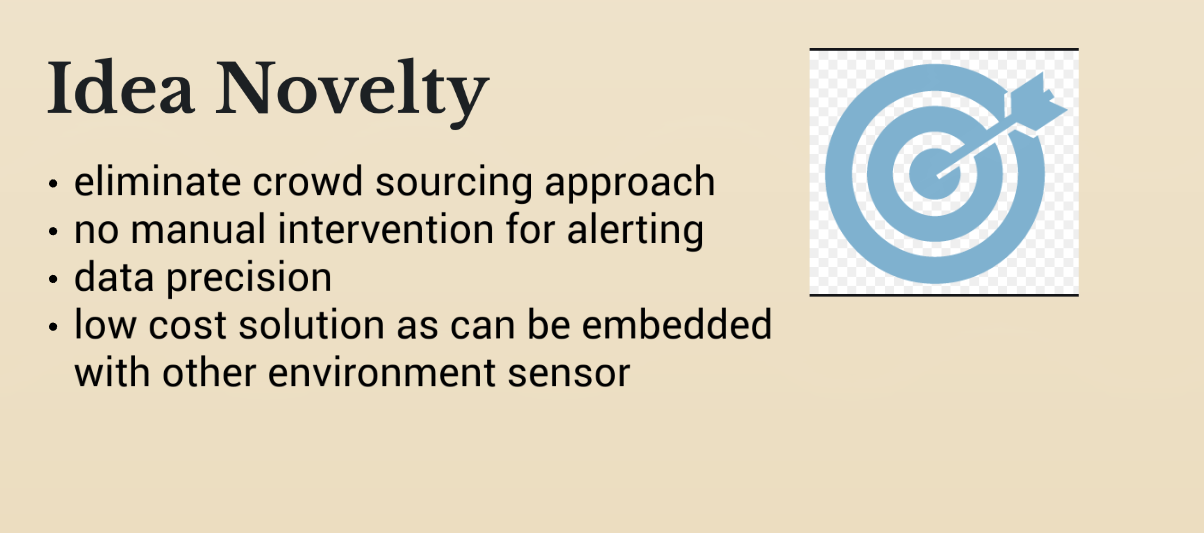 Idea Novelty
• eliminate crowd sourcing approach
• no manual intervention for alerting
• data precision
• low cost solution as can be embedded
with other environment sensor